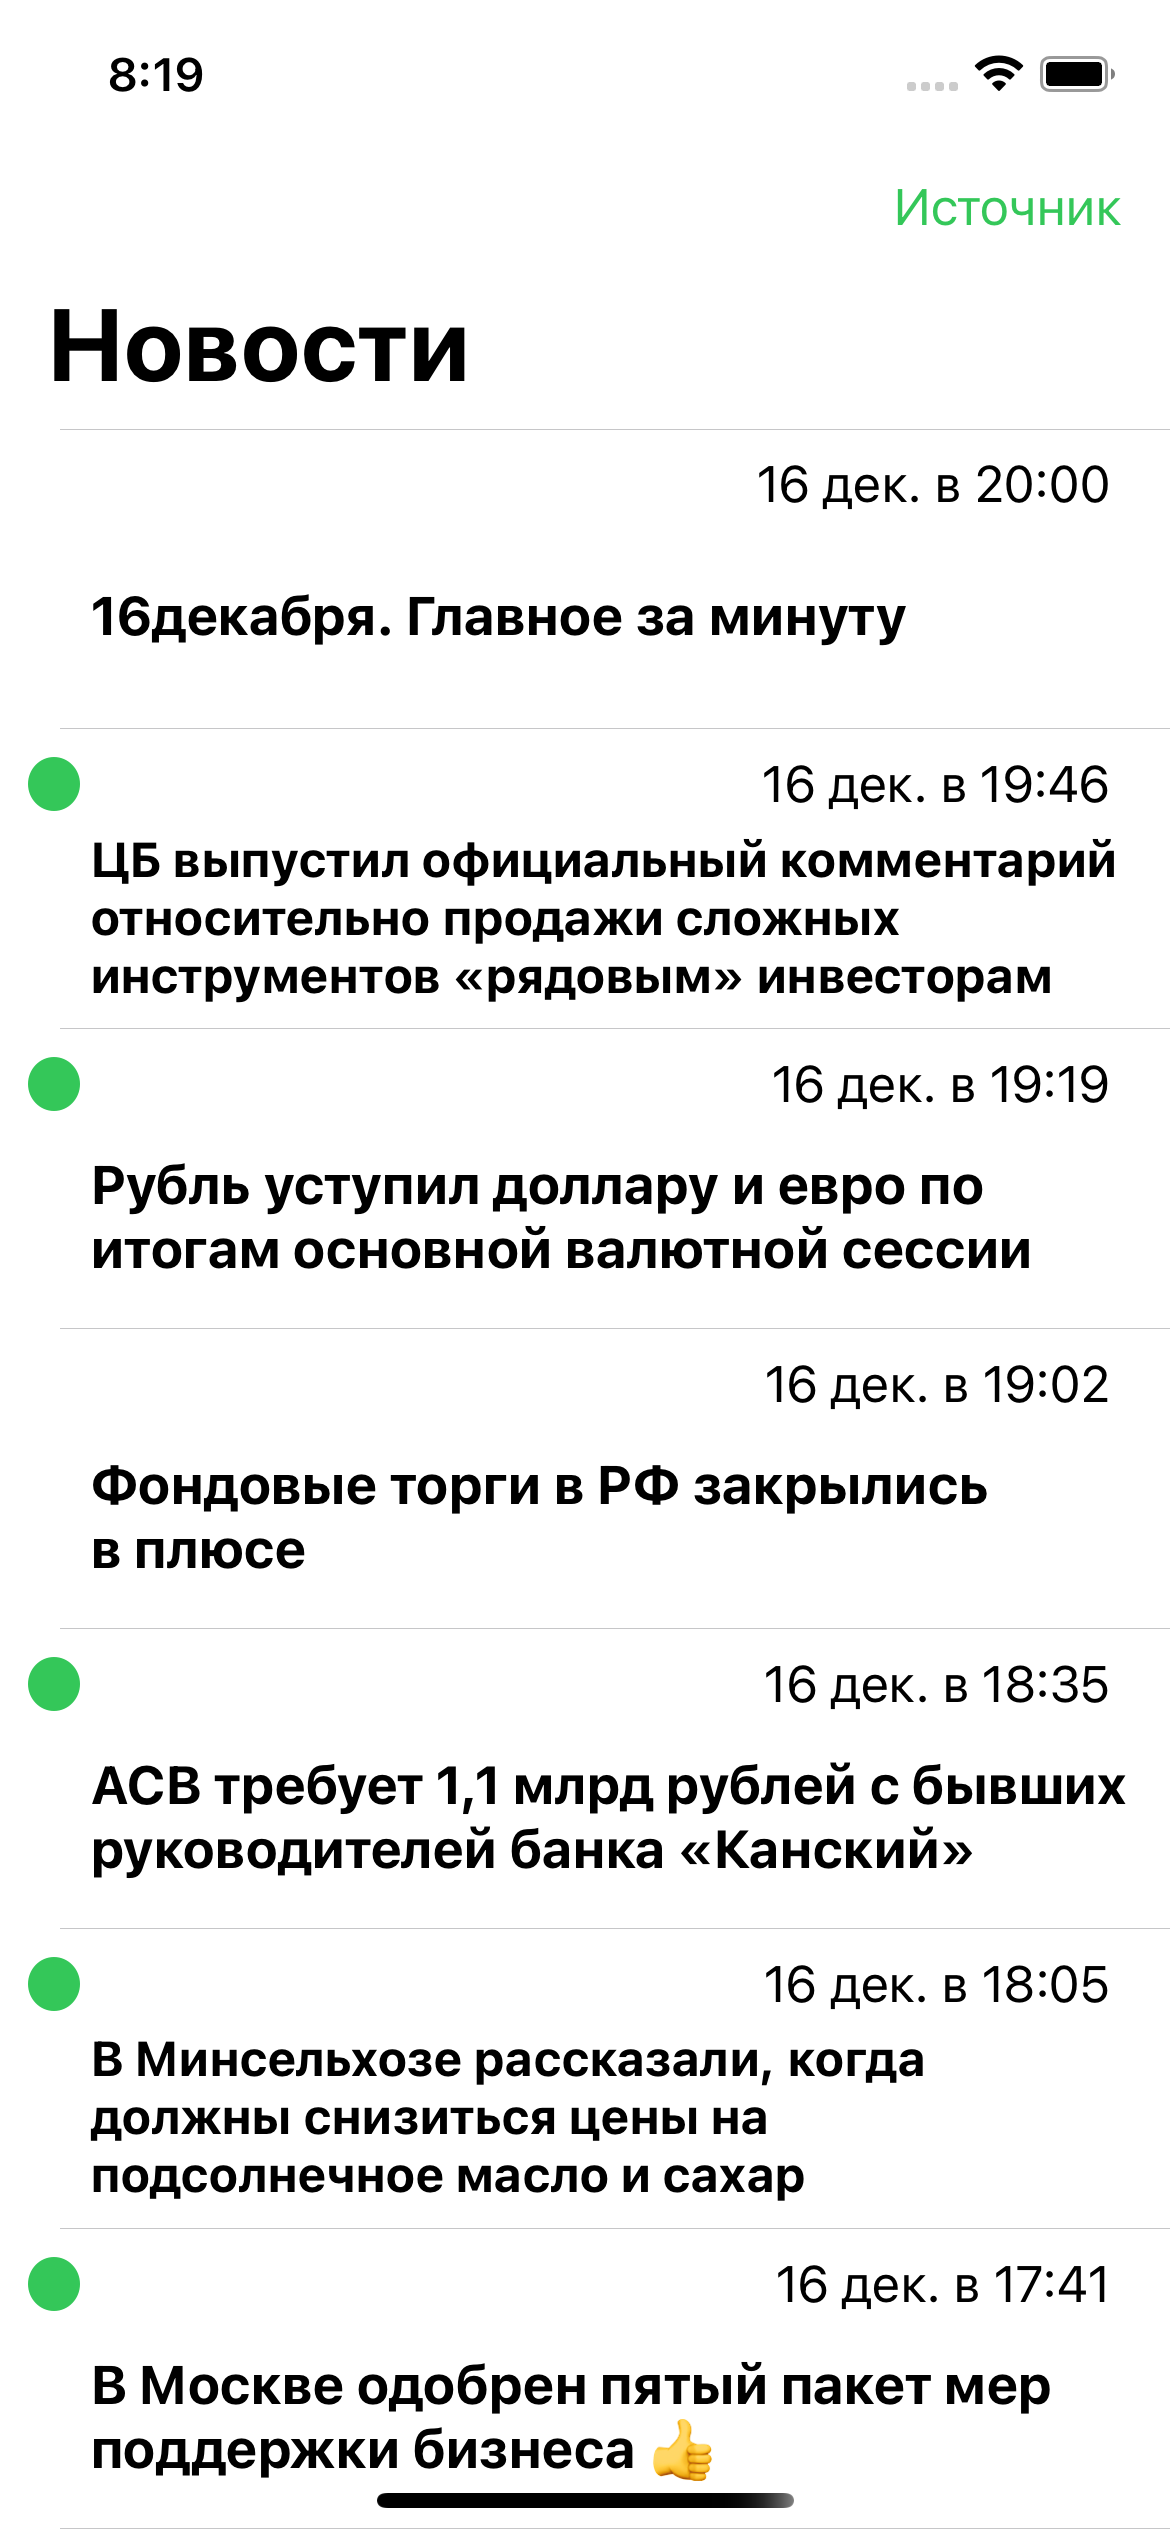 8:19
Источник
Новости
16 дек. в 20:00
16декабря. Главное за минуту
16 дек. в 19:46
ЦБ выпустил официальный комментарий
относительно продажи сложных
инструментов «рядовым» инвесторам
16 дек. в 19:19
Рубль уступил доллару и евро по
итогам основной валютной сессии
16 дек. в 19:02
Фондовые торги в РФ закрылись
в плюсе
16 дек. в 18:35
АСВ требует 1,1 млрд рублей с бывших
руководителей банка «Канский»
16 дек. в 18:05
В Минсельхозе рассказали, когда
должны снизиться цены на
подсолнечное масло и сахар
16 дек. в 17:41
В Москве одобрен пятый пакет мер
поддержки бизнеса 👍